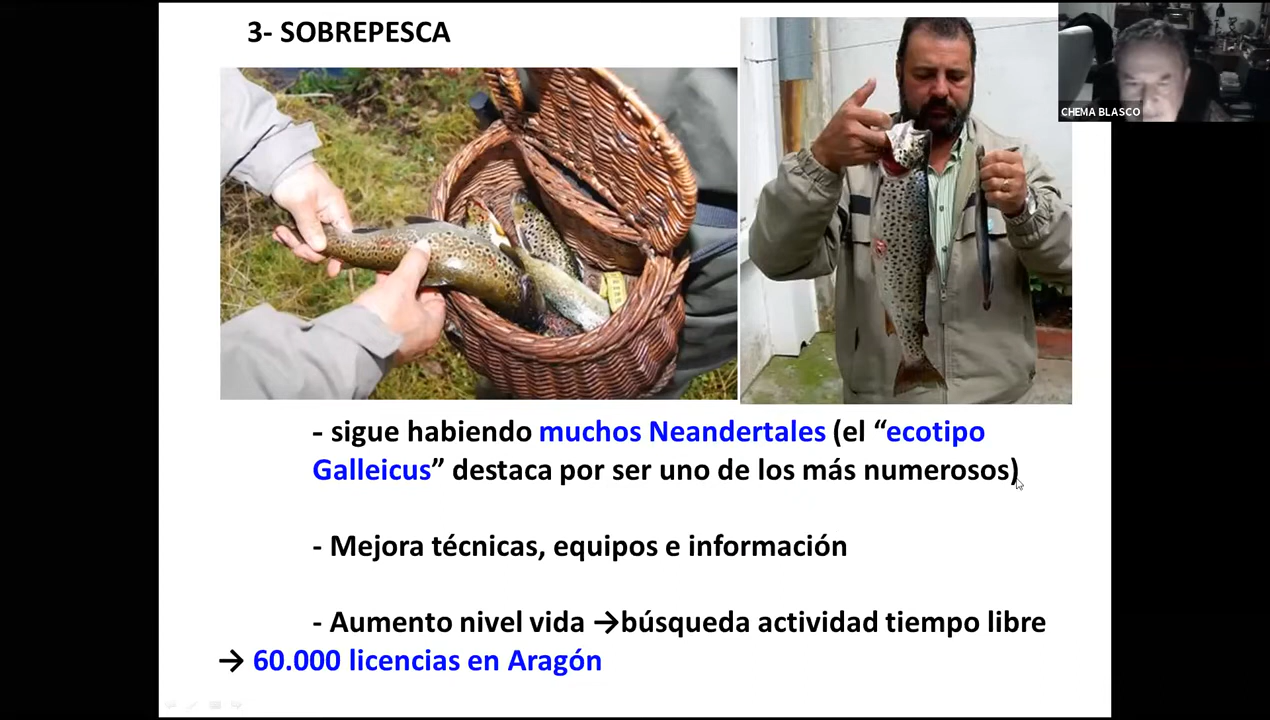 3- SOBREPESCA
CHEMA BLASCO
- sigue habiendo muchos Neandertales (el “ecotipo
Galleicus” destaca por ser uno de los más numerosos)
- Mejora técnicas, equipos e información
- Aumento nivel vida →búsqueda actividad tiempo libre
→ 60.000 licencias en Aragón